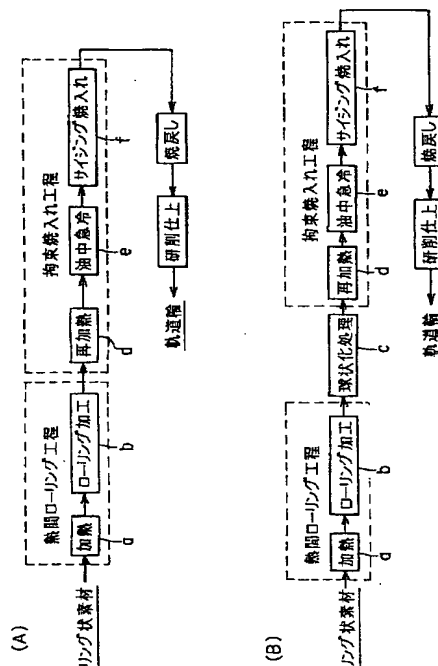 (A)
リング状素材
熱間ローリング工程
加熱
a
ローリング加工
b
拘束焼入れ工程
再加熱
d
油中急冷
e
サイジング焼入れ
f
焼戻し
研削仕上
軌道輪
(B)
リング状素材
熱間ローリング工程
加熱
a
ローリング加工
b
球状化処理
c
拘束焼入れ工程
再加熱
d
油中急冷
e
サイジング焼入れ
f
焼戻し
研削仕上
軌道輪